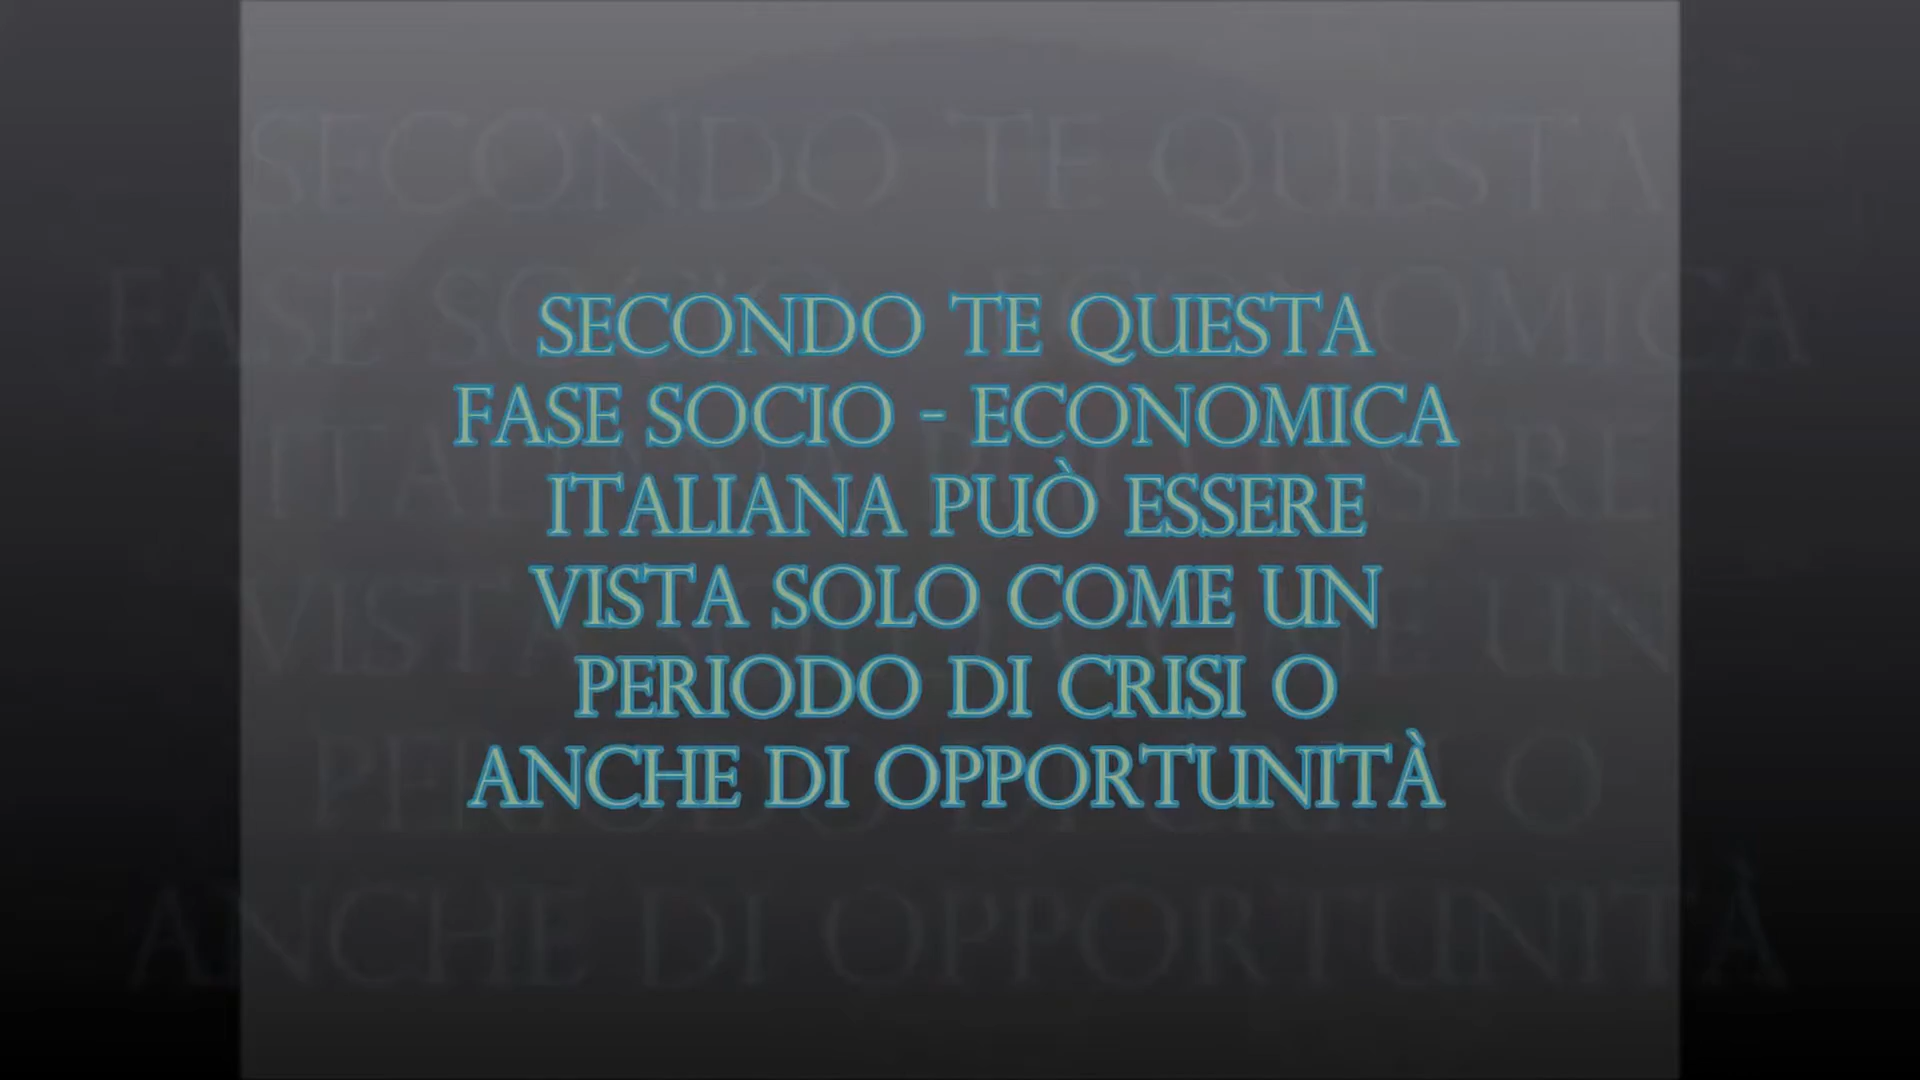 SECONDO TE QUESTA
FASE SOCIO - ECONOMICA
ITALIANA PUÒ ESSERE
VISTA SOLO COME UN
PERIODO DI CRISI O
ANCHE DI OPPORTUNITÀ